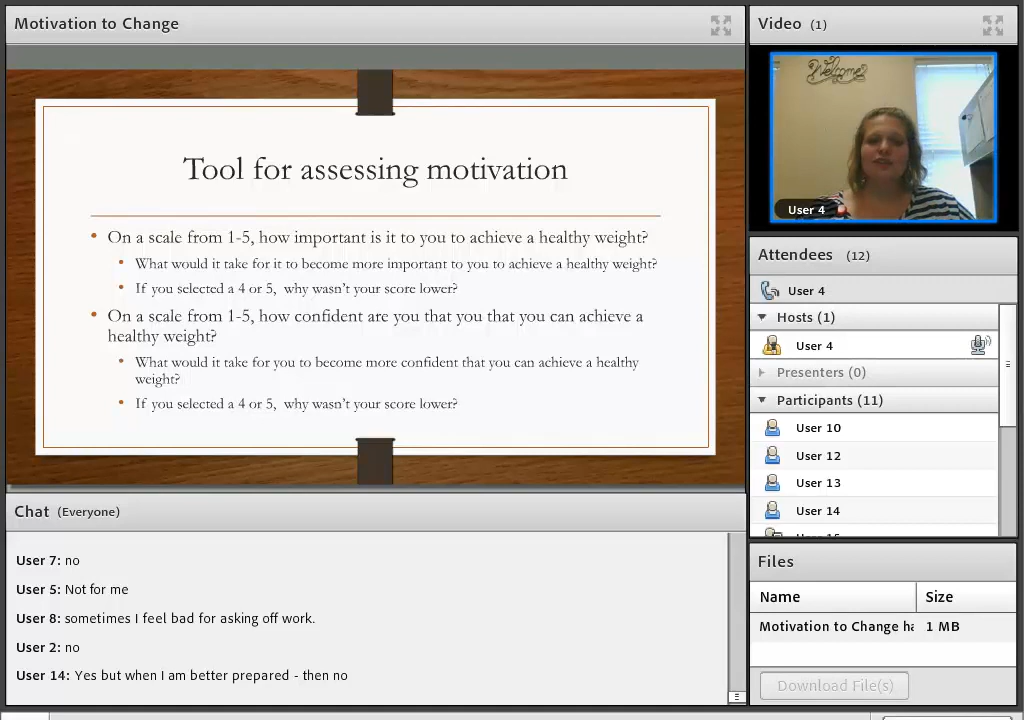 Motivation to Change
Tool for assessing motivation
• On a scale from 1-5, how important is it to you to achieve a healthy weight?
• What would it take for it to become more important to you to achieve a healthy weight?
• If you selected a 4 or 5, why wasn't your score lower?
• On a scale from 1-5, how confident are you that you that you can achieve a
healthy weight?
• What would it take for you to become more confident that you can achieve a healthy
weight?
• If you selected a 4 or 5, why wasn't your score lower?
Chat (Everyone)
User 7: no
User 5: Not for me
User 8: sometimes I feel bad for asking off work.
User 2: no
User 14: Yes but when I am better prepared - then no
Video (1)
Welcome
User 4
Attendees (12)
User 4
Hosts (1)
User 4
Presenters (0)
Participants (11)
User 10
User 12
User 13
User 14
Files
Name Size
Motivation to Change ha 1 MB
Download File(s)